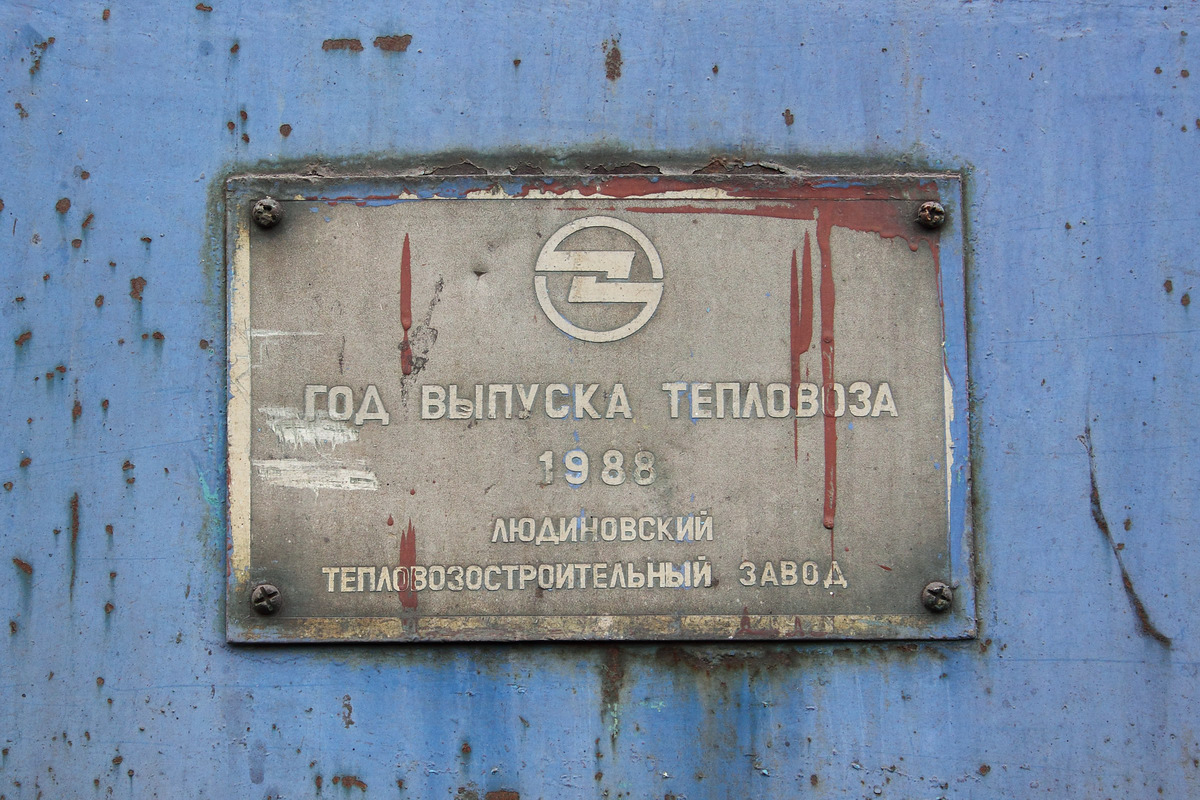 ГОД ВЫПУСКА ТЕПЛОВОЗА
1988
ЛЮДИНОВСКИЙ
ТЕПЛОВОЗОСТРОИТЕЛЬНЫЙ ЗАВОД